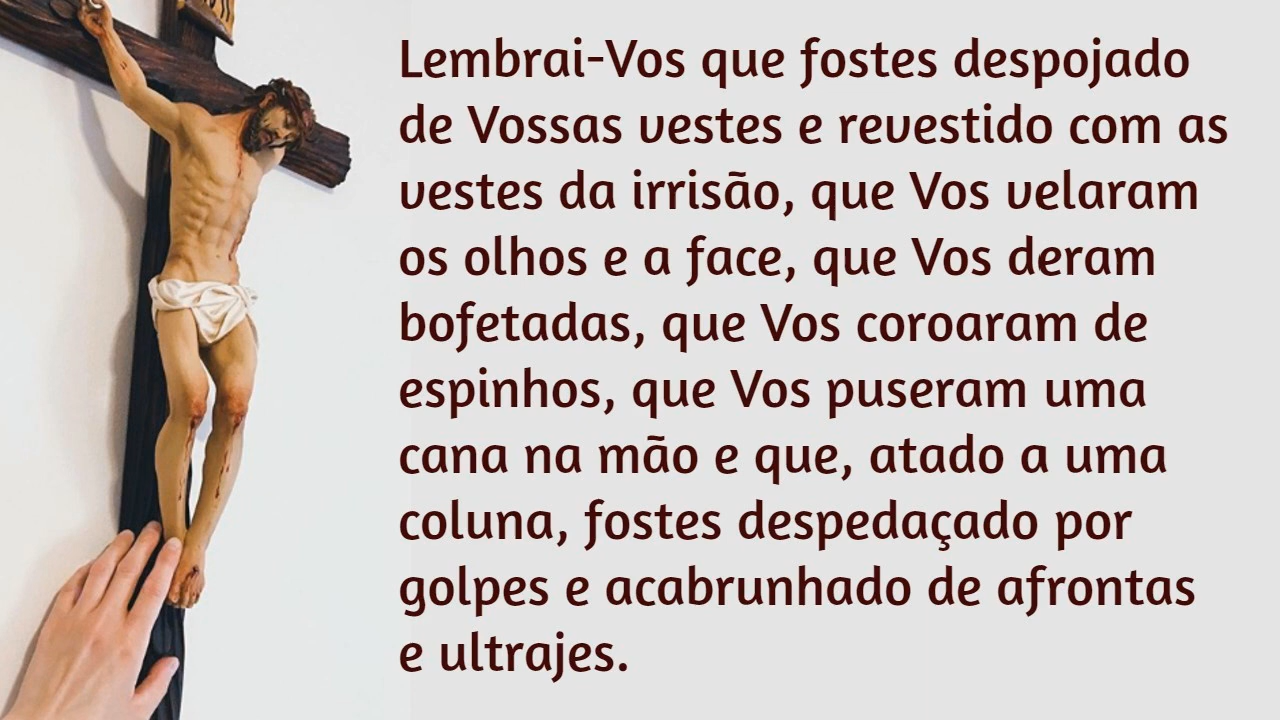 Lembrai-Vos que fostes despojado
de Vossas vestes e revestido com as
vestes da irrisão, que Vos velaram
os olhos e a face, que Vos deram
bofetadas, que Vos coroaram de
espinhos, que Vos puseram uma
cana na mão e que, atado a uma
coluna, fostes despedaçado por
golpes e acabrunhado de afrontas
e ultrajes.